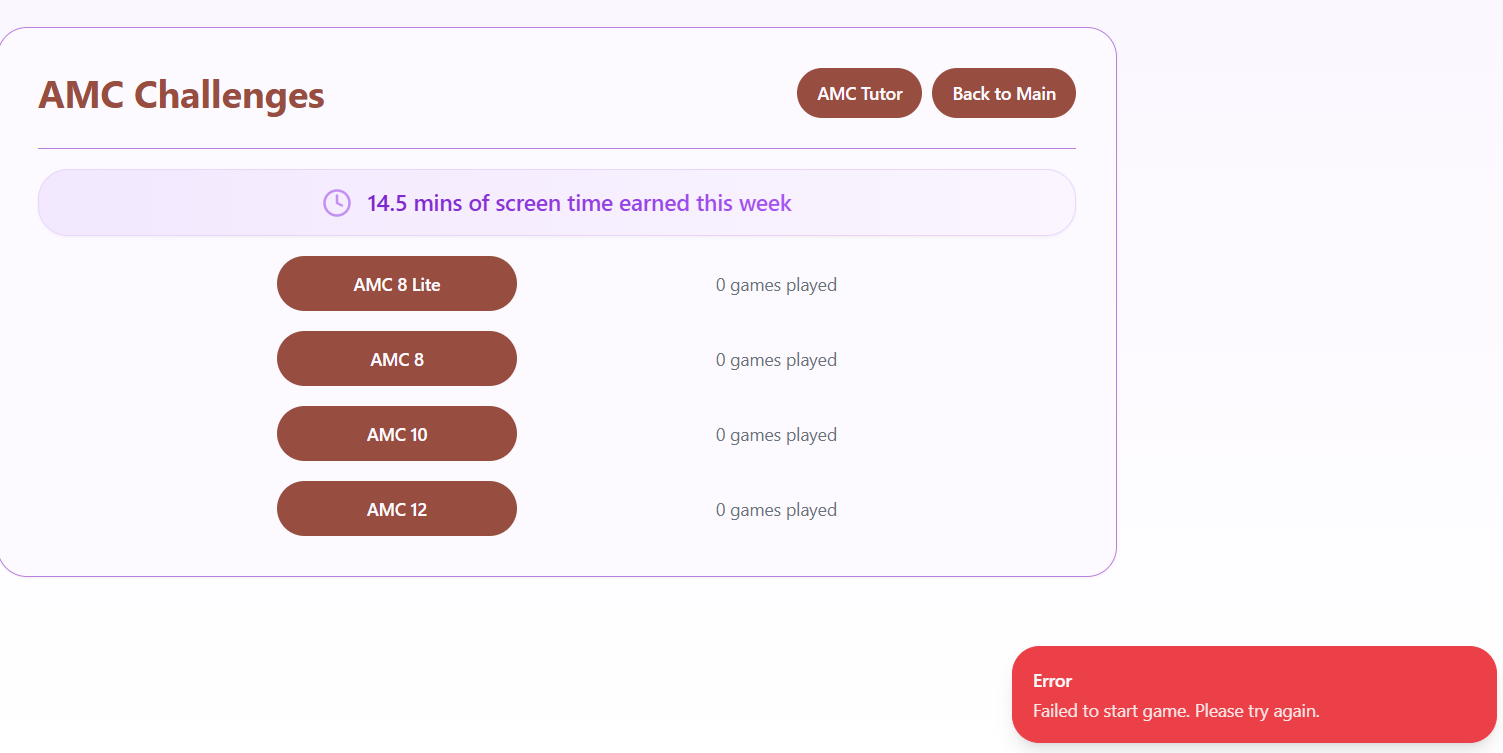 AMC Challenges
AMC Tutor
Back to Main
14.5 mins of screen time earned this week
AMC 8 Lite
0 games played
AMC 8
0 games played
AMC 10
0 games played
AMC 12
0 games played
Error
Failed to start game. Please try again.